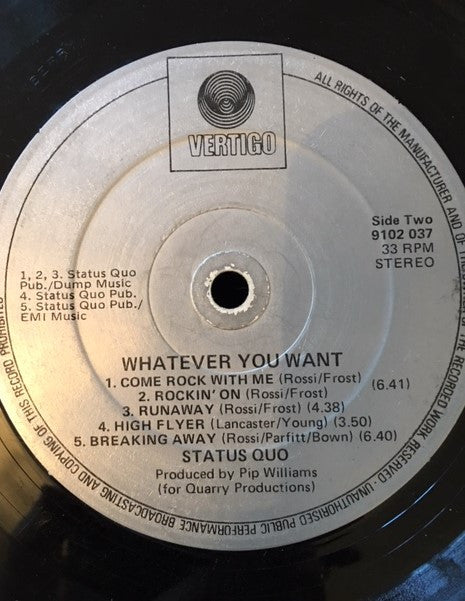 VERTIGO
ALL RIGHTS OF THE MANUFACTURER AND OF
RECORDED WORK RESERVED - UNAUTHORISED PUBLIC PERFORMANCE BROADCASTING AND COPYING OF THIS RECORD PROHIBITED
Side Two
9102 037
33 RPM
STEREO
1, 2, 3. Status Quo
Pub./Dump Music
4. Status Quo Pub.
5. Status Quo Pub./
EMI Music
WHATEVER YOU WANT
1. COME ROCK WITH ME (Rossi/Frost)
2. ROCKIN' ON (Rossi/Frost) (6.41)
3. RUNAWAY (Rossi/Frost) (4.38)
4. HIGH FLYER (Lancaster/Young) (3.50)
5. BREAKING AWAY (Rossi/Parfitt/Bown) (6.40)
STATUS QUO
Produced by Pip Williams
(for Quarry Productions)